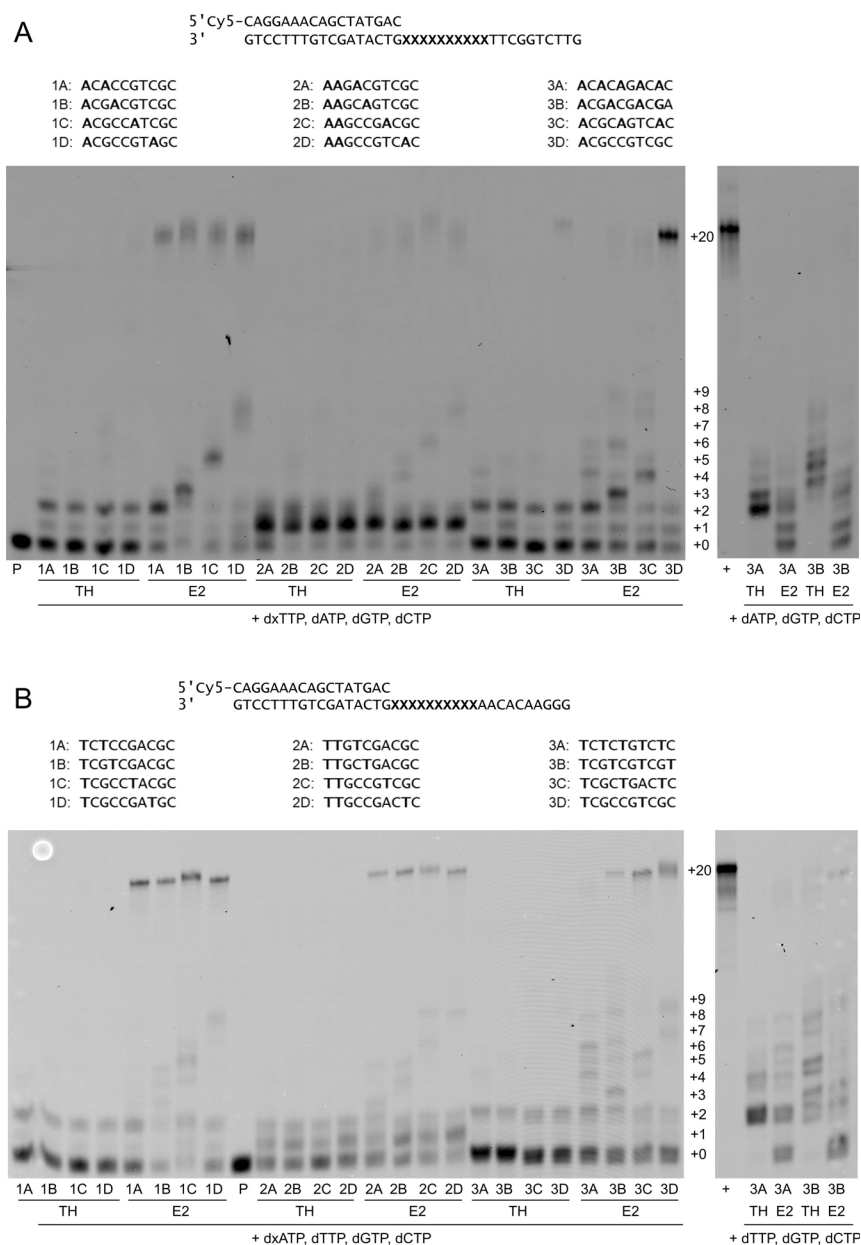 A
5'Cy5-CAGGAAACAGCTATGAC
3' GTCCTTTGTCGATACTGXXXXXXXXXXTTCGGTCTTG
1A: ACACCGTCGC 2A: AAGACGTCGC 3A: ACACAGACAC
1B: ACGACGTCGC 2B: AAGCAGTCGC 3B: ACGACGACGA
1C: ACGCCATCGC 2C: AAGCCGACGC 3C: ACGCAGTCAC
1D: ACGCCGTAGC 2D: AAGCCGTCAC 3D: ACGCCGTCGC
+20
+9
+8
+7
+6
+5
+4
+3
+2
+1
+0
P 1A 1B 1C 1D 1A 1B 1C 1D 2A 2B 2C 2D 2A 2B 2C 2D 3A 3B 3C 3D 3A 3B 3C 3D + 3A 3A 3B 3B
TH E2 TH E2 TH E2 TH E2 TH E2
+ dxTTP, dATP, dGTP, dCTP + dATP, dGTP, dCTP
B
5'Cy5-CAGGAAACAGCTATGAC
3' GTCCTTTGTCGATACTGXXXXXXXXXXAACACAAGGG
1A: TCTCCGACGC 2A: TTGTCGACGC 3A: TCTCTGTCTC
1B: TCGTCGACGC 2B: TTGCTGACGC 3B: TCGTCGTCGT
1C: TCGCCTACGC 2C: TTGCCGTCGC 3C: TCGCTGACTC
1D: TCGCCGATGC 2D: TTGCCGACTC 3D: TCGCCGTCGC
+20
+9
+8
+7
+6
+5
+4
+3
+2
+1
+0
1A 1B 1C 1D 1A 1B 1C 1D P 2A 2B 2C 2D 2A 2B 2C 2D 3A 3B 3C 3D 3A 3B 3C 3D + 3A 3A 3B 3B
TH E2 TH E2 TH E2 TH E2 TH E2
+ dxATP, dTTP, dGTP, dCTP + dTTP, dGTP, dCTP